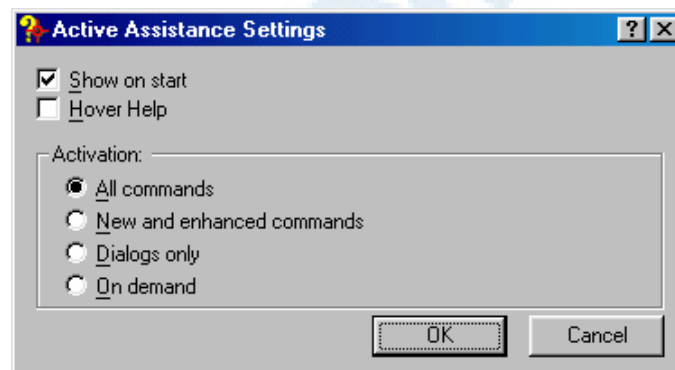 Active Assistance Settings
Show on start
Hover Help
Activation:
All commands
New and enhanced commands
Dialogs only
On demand
OK
Cancel